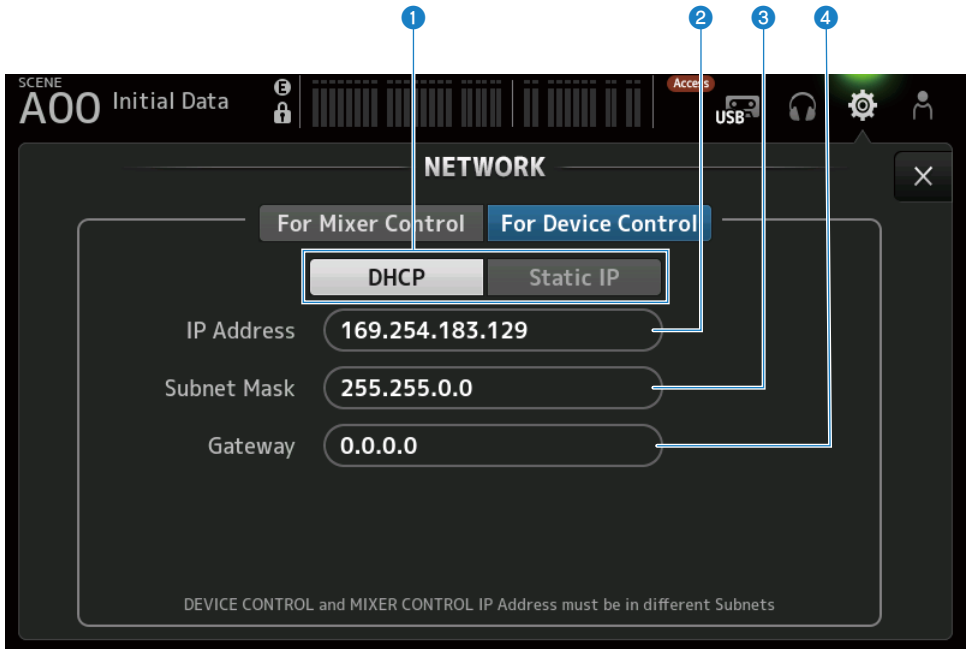 1 2 3 4
SCENE
A00 Initial Data
E
Access
USB
NETWORK
For Mixer Control For Device Control
DHCP Static IP
IP Address 169.254.183.129
Subnet Mask 255.255.0.0
Gateway 0.0.0.0
DEVICE CONTROL and MIXER CONTROL IP Address must be in different Subnets